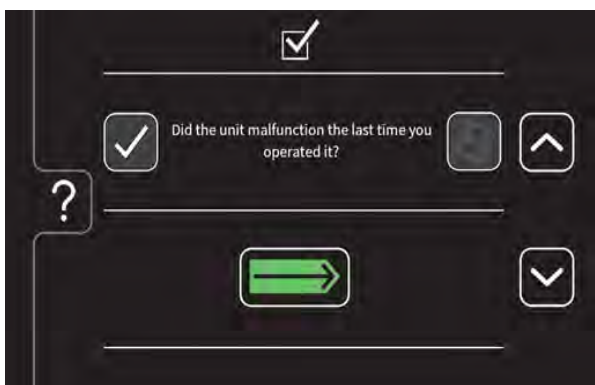 Did the unit malfunction the last time you
operated it?
?